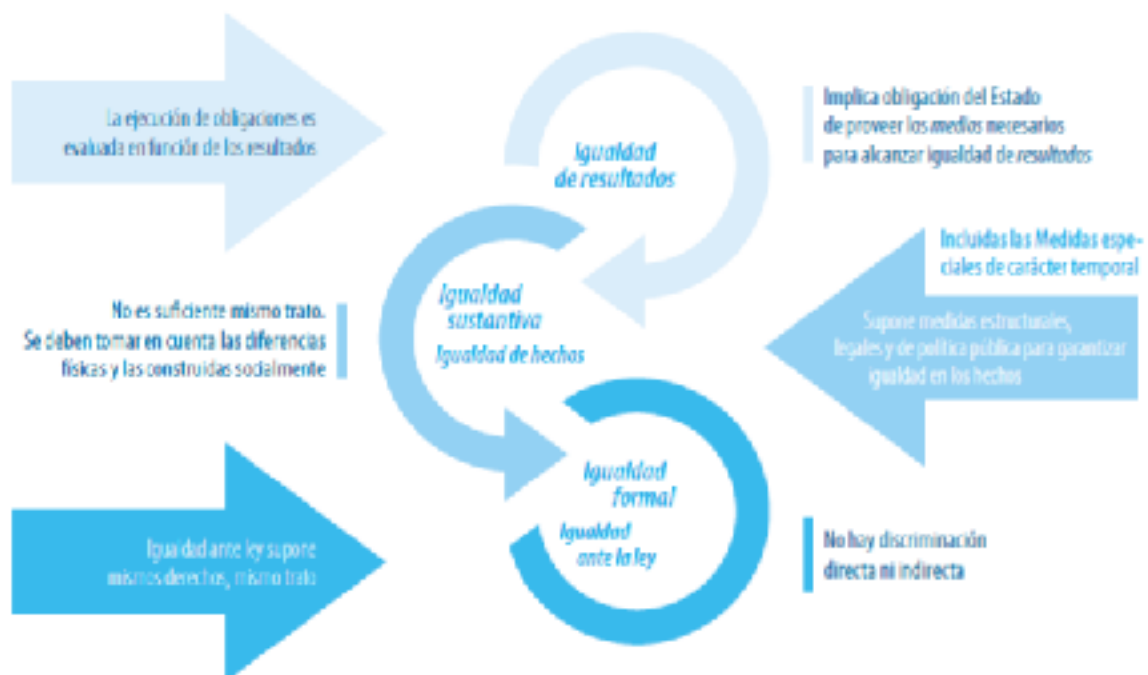 La ejecución de obligaciones es
evaluada en función de los resultados
Igualdad
de resultados
Implica obligación del Estado
de proveer los medios necesarios
para alcanzar igualdad de resultados
No es suficiente mismo trato.
Se deben tomar en cuenta las diferencias
físicas y las construidas socialmente
Igualdad
sustantiva
Igualdad de hechos
Incluidas las Medidas espe-
ciales de carácter temporal
Supone medidas estructurales,
legales y de política pública para garantizar
igualdad en los hechos
Igualdad ante ley supone
mismos derechos, mismo trato
Igualdad
formal
Igualdad
ante la ley
No hay discriminación
directa ni indirecta